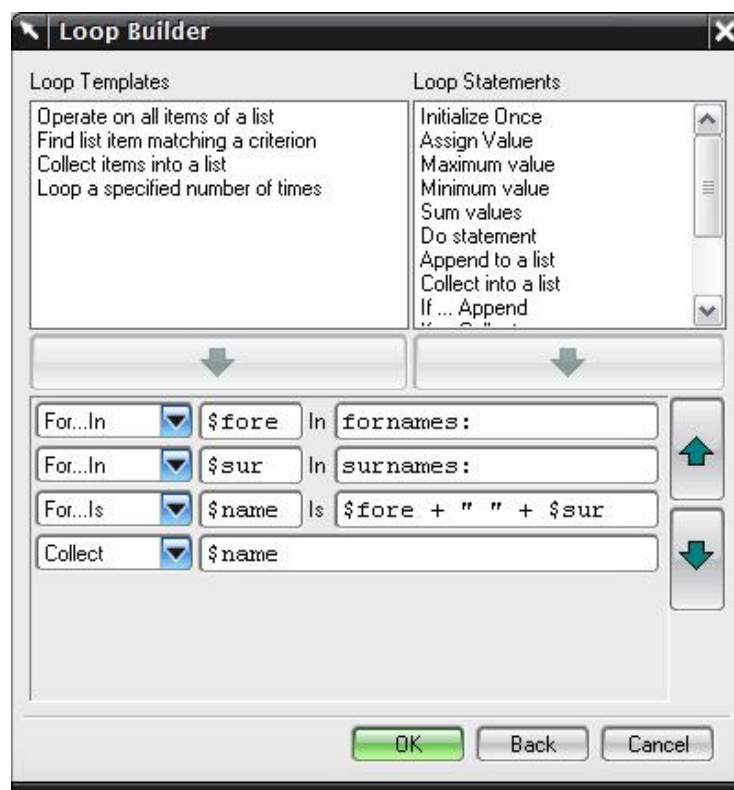 Loop Builder
Loop Templates
Operate on all items of a list
Find list item matching a criterion
Collect items into a list
Loop a specified number of times
Loop Statements
Initialize Once
Assign Value
Maximum value
Minimum value
Sum values
Do statement
Append to a list
Collect into a list
If ... Append
For...In $fore In fornames:
For...In $sur In surnames:
For...Is $name Is $fore + " " + $sur
Collect $name
OK Back Cancel